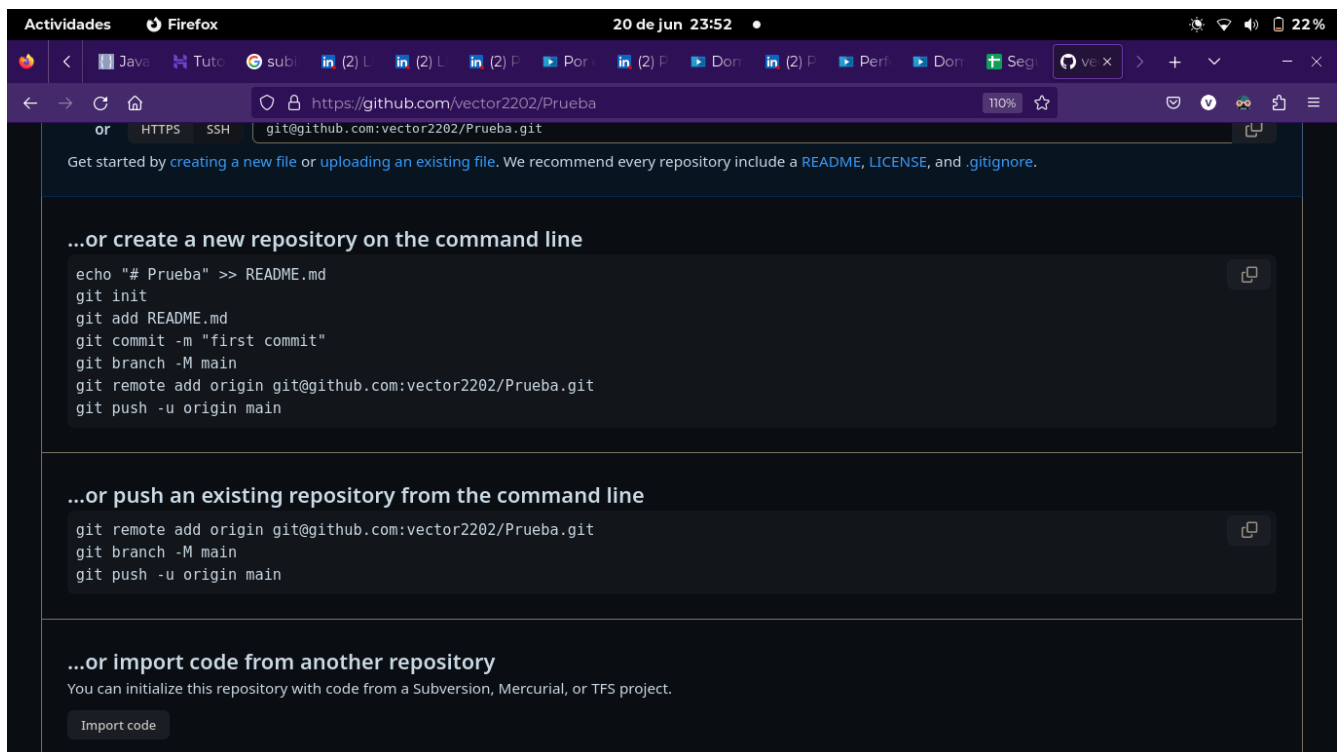 Actividades Firefox 20 de jun 23:52 22%
Java Tuto subi (2) L (2) L (2) P Por (2) P Don (2) P Perf Don Seg ve
https://github.com/vector2202/Prueba 110%
or HTTPS SSH git@github.com:vector2202/Prueba.git
Get started by creating a new file or uploading an existing file. We recommend every repository include a README, LICENSE, and .gitignore.
...or create a new repository on the command line
echo "# Prueba" >> README.md
git init
git add README.md
git commit -m "first commit"
git branch -M main
git remote add origin git@github.com:vector2202/Prueba.git
git push -u origin main
...or push an existing repository from the command line
git remote add origin git@github.com:vector2202/Prueba.git
git branch -M main
git push -u origin main
...or import code from another repository
You can initialize this repository with code from a Subversion, Mercurial, or TFS project.
Import code